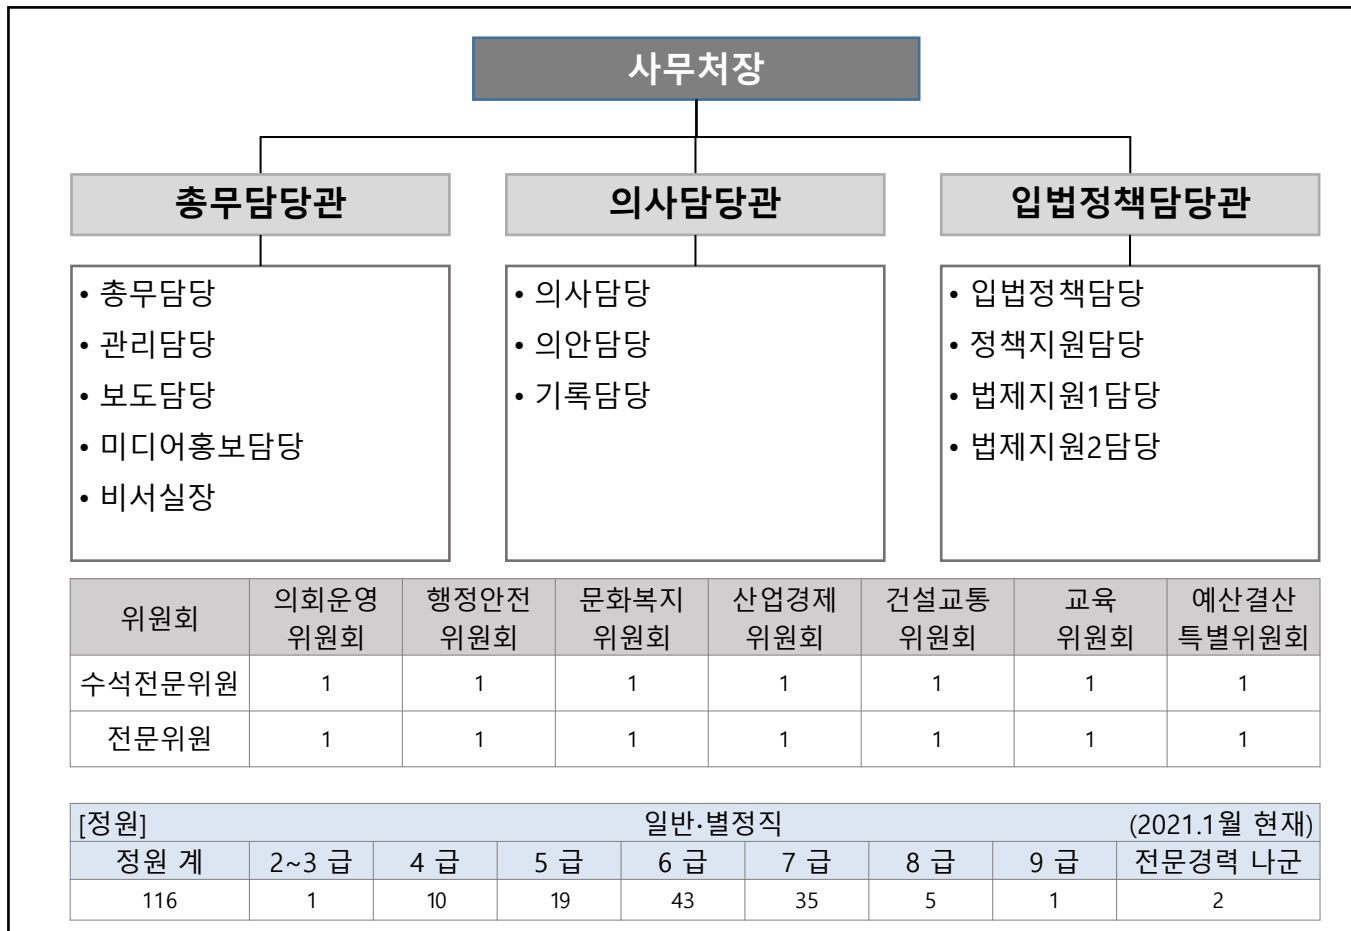 사무처장
총무담당관
의사담당관
입법정책담당관
• 총무담당
• 관리담당
• 보도담당
• 미디어홍보담당
• 비서실장
• 의사담당
• 의안담당
• 기록담당
• 입법정책담당
• 정책지원담당
• 법제지원1담당
• 법제지원2담당
위원회 의회운영 행정안전 문화복지 산업경제 건설교통 교육 예산결산
위원회 위원회 위원회 위원회 위원회 위원회 특별위원회
수석전문위원 1 1 1 1 1 1 1
전문위원 1 1 1 1 1 1 1
[정원] 일반·별정직 (2021.1월 현재)
정원 계 2~3 급 4 급 5 급 6 급 7 급 8 급 9 급 전문경력 나군
116 1 10 19 43 35 5 1 2